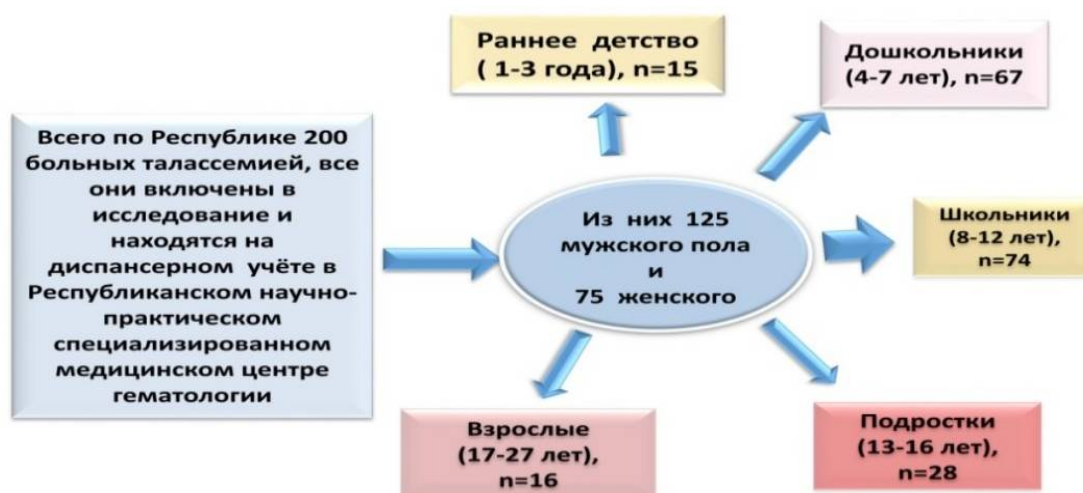 Раннее детство
( 1-3 года), n=15
Дошкольники
(4-7 лет), n=67
Всего по Республике 200
больных талассемией, все
они включены в
исследование и
находятся на
диспансерном учёте в
Республиканском научно-
практическом
специализированном
медицинском центре
гематологии
Из них 125
мужского пола
и
75 женского
Школьники
(8-12 лет),
n=74
Взрослые
(17-27 лет),
n=16
Подростки
(13-16 лет),
n=28